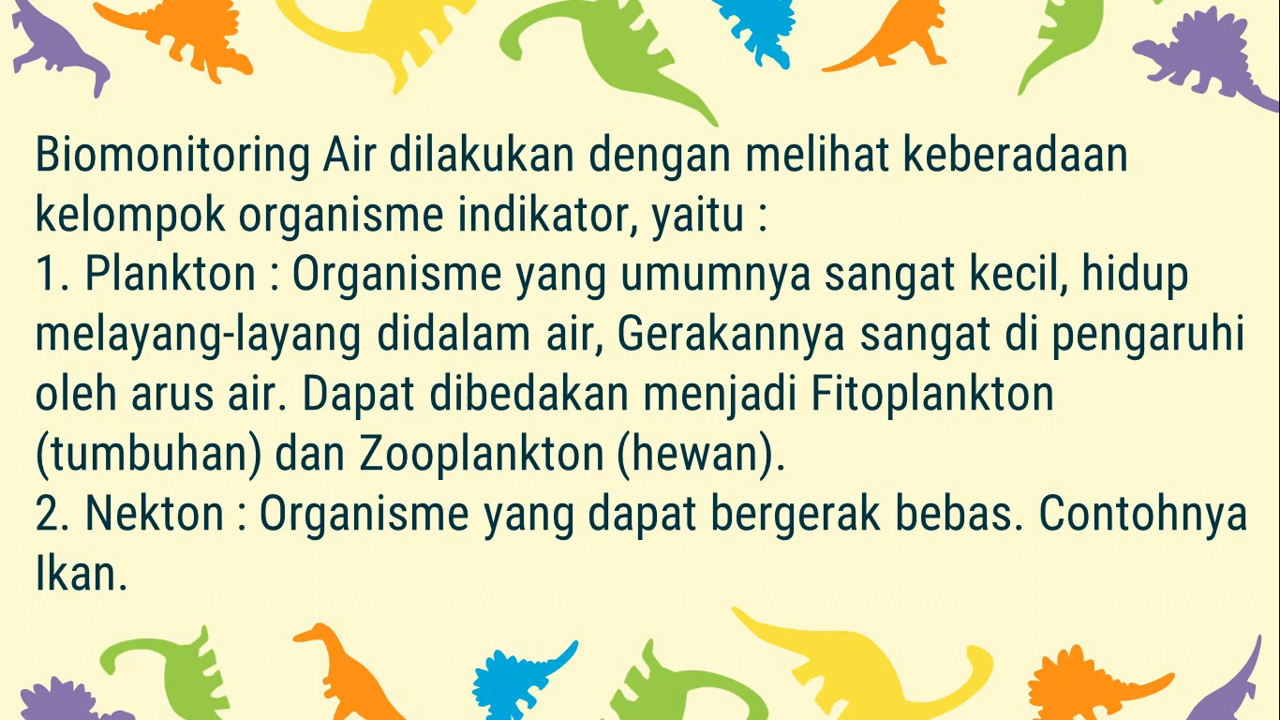 Biomonitoring Air dilakukan dengan melihat keberadaan
kelompok organisme indikator, yaitu :
1. Plankton : Organisme yang umumnya sangat kecil, hidup
melayang-layang didalam air, Gerakannya sangat di pengaruhi
oleh arus air. Dapat dibedakan menjadi Fitoplankton
(tumbuhan) dan Zooplankton (hewan).
2. Nekton : Organisme yang dapat bergerak bebas. Contohnya
Ikan.